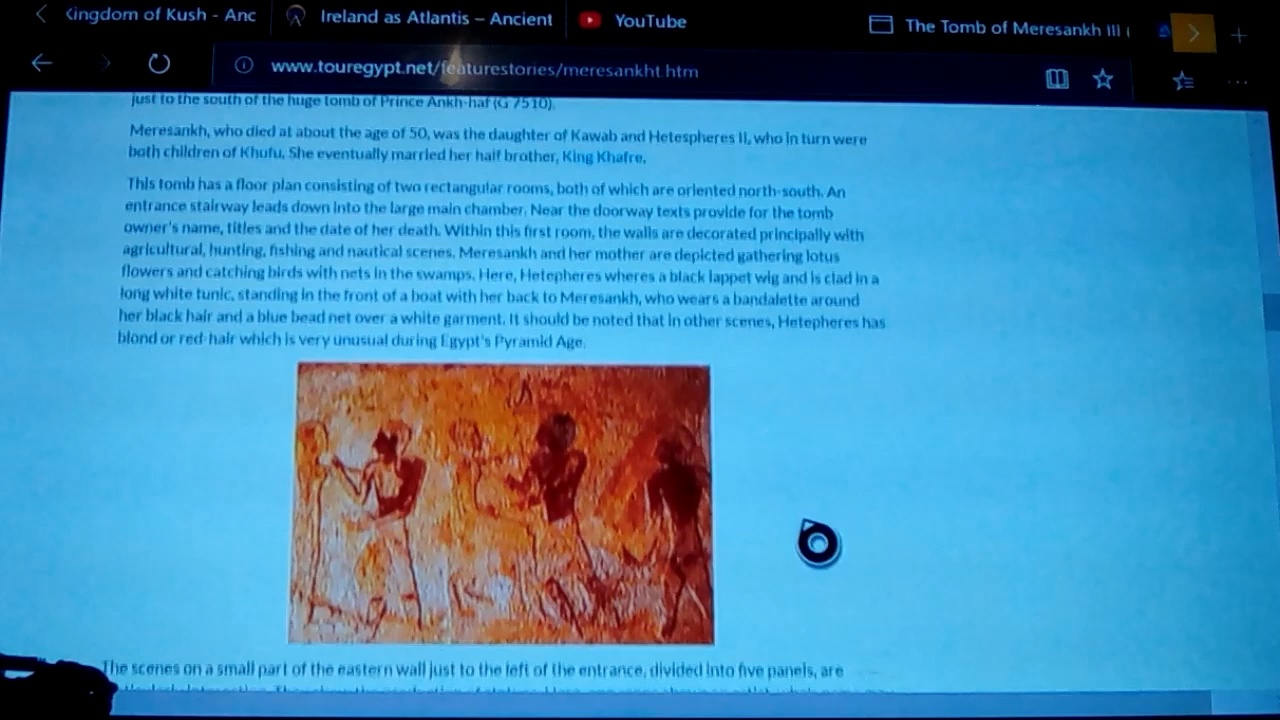 Kingdom of Kush - Anc
Ireland as Atlantis – Ancient
YouTube
The Tomb of Meresankh III (
www.touregypt.net/featurestories/meresankht.htm
just to the south of the huge tomb of Prince Ankh-haf (G 7510).
Meresankh, who died at about the age of 50, was the daughter of Kawab and Hetespheres II, who in turn were
both children of Khufu. She eventually married her half brother, King Khafre.
This tomb has a floor plan consisting of two rectangular rooms, both of which are oriented north-south. An
entrance stairway leads down into the large main chamber. Near the doorway texts provide for the tomb
owner's name, titles and the date of her death. Within this first room, the walls are decorated principally with
agricultural, hunting, fishing and nautical scenes. Meresankh and her mother are depicted gathering lotus
flowers and catching birds with nets in the swamps. Here, Hetepheres wheres a black lappet wig and is clad in a
long white tunic, standing in the front of a boat with her back to Meresankh, who wears a bandalette around
her black hair and a blue bead net over a white garment. It should be noted that in other scenes, Hetepheres has
blond or red-hair which is very unusual during Egypt's Pyramid Age.
The scenes on a small part of the eastern wall just to the left of the entrance, divided into five panels, are